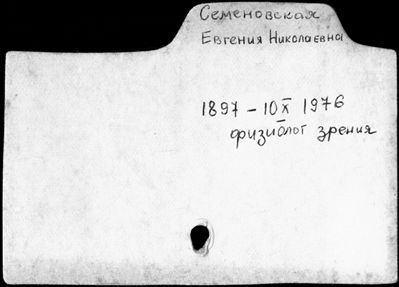 Семеновская
Евгения Николаевна
1897 – 10 X 1976
физиолог зрения